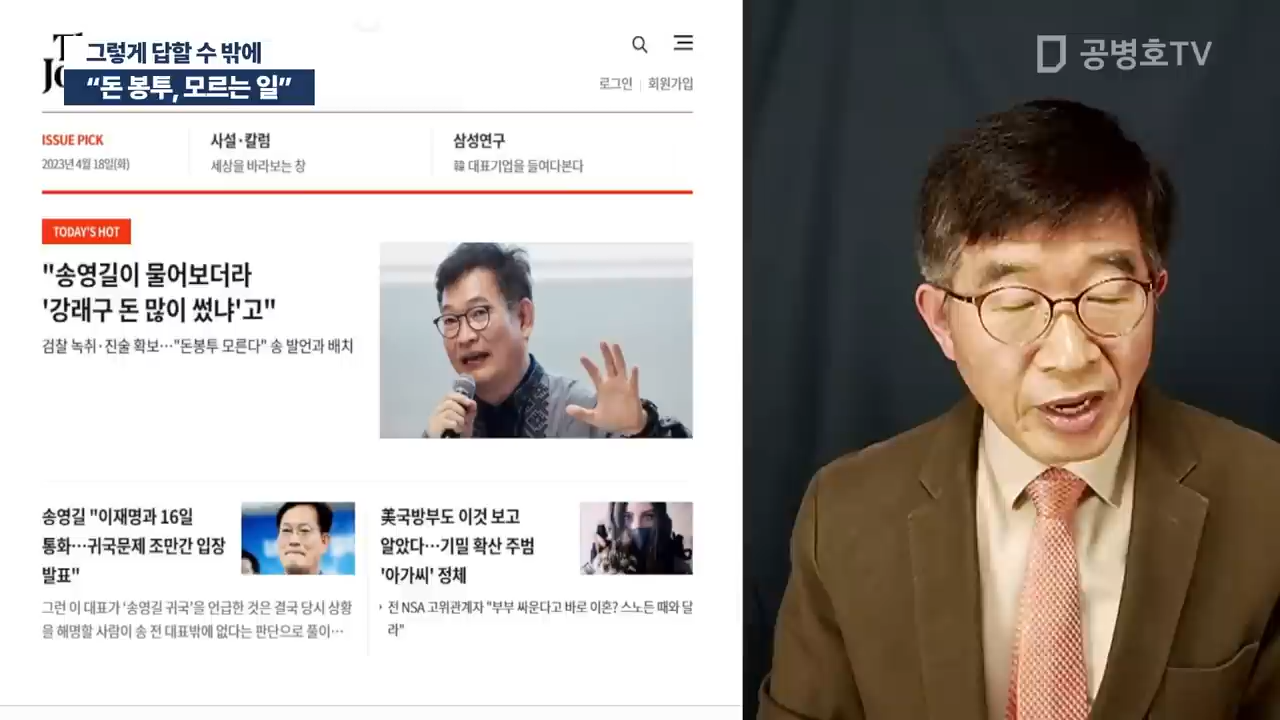 그렇게 답할 수 밖에
“돈 봉투, 모르는 일”
공병호TV
로그인
회원가입
ISSUE PICK
2023년 4월 18일(화)
사설·칼럼
세상을 바라보는 창
삼성연구
韓 대표기업을 들여다본다
TODAY'S HOT
"송영길이 물어보더라
'강래구 돈 많이 썼냐'고"
검찰 녹취·진술 확보…"돈봉투 모른다" 송 발언과 배치
송영길 "이재명과 16일
통화…귀국문제 조만간 입장
발표"
그런 이 대표가 '송영길 귀국'을 언급한 것은 결국 당시 상황
을 해명할 사람이 송 전 대표밖에 없다는 판단으로 풀이…
美국방부도 이것 보고
알았다…기밀 확산 주범
'아가씨' 정체
전 NSA 고위관계자 "부부 싸운다고 바로 이혼? 스노든 때와 달
라"